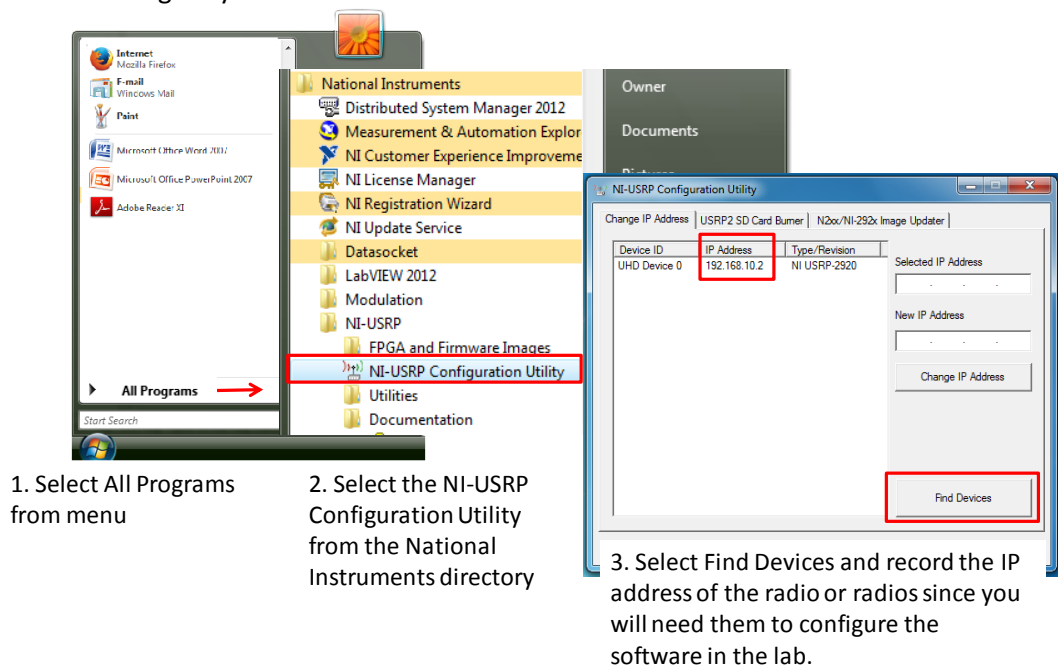 Internet
Mozilla Firefox
E-mail
Windows Mail
Paint
Microsoft Office Word 2007
Microsoft Office PowerPoint 2007
Adobe Reader XI
All Programs
Start Search
National Instruments
Distributed System Manager 2012
Measurement & Automation Explor
NI Customer Experience Improveme
NI License Manager
NI Registration Wizard
NI Update Service
Datasocket
LabVIEW 2012
Modulation
NI-USRP
FPGA and Firmware Images
NI-USRP Configuration Utility
Utilities
Documentation
Owner
Documents
NI-USRP Configuration Utility
Change IP Address USRP2 SD Card Burner N2xx/NI-292x Image Updater
Device ID IP Address Type/Revision
UHD Device 0 192.168.10.2 NI USRP-2920
Selected IP Address
New IP Address
Change IP Address
Find Devices
1. Select All Programs
from menu
2. Select the NI-USRP
Configuration Utility
from the National
Instruments directory
3. Select Find Devices and record the IP
address of the radio or radios since you
will need them to configure the
software in the lab.